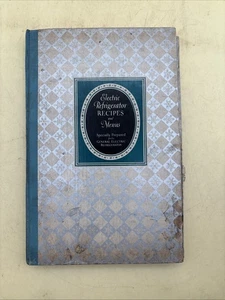 Electric
Refrigerator
RECIPES
and
Menus
Specially Prepared
for the
GENERAL ELECTRIC
REFRIGERATOR